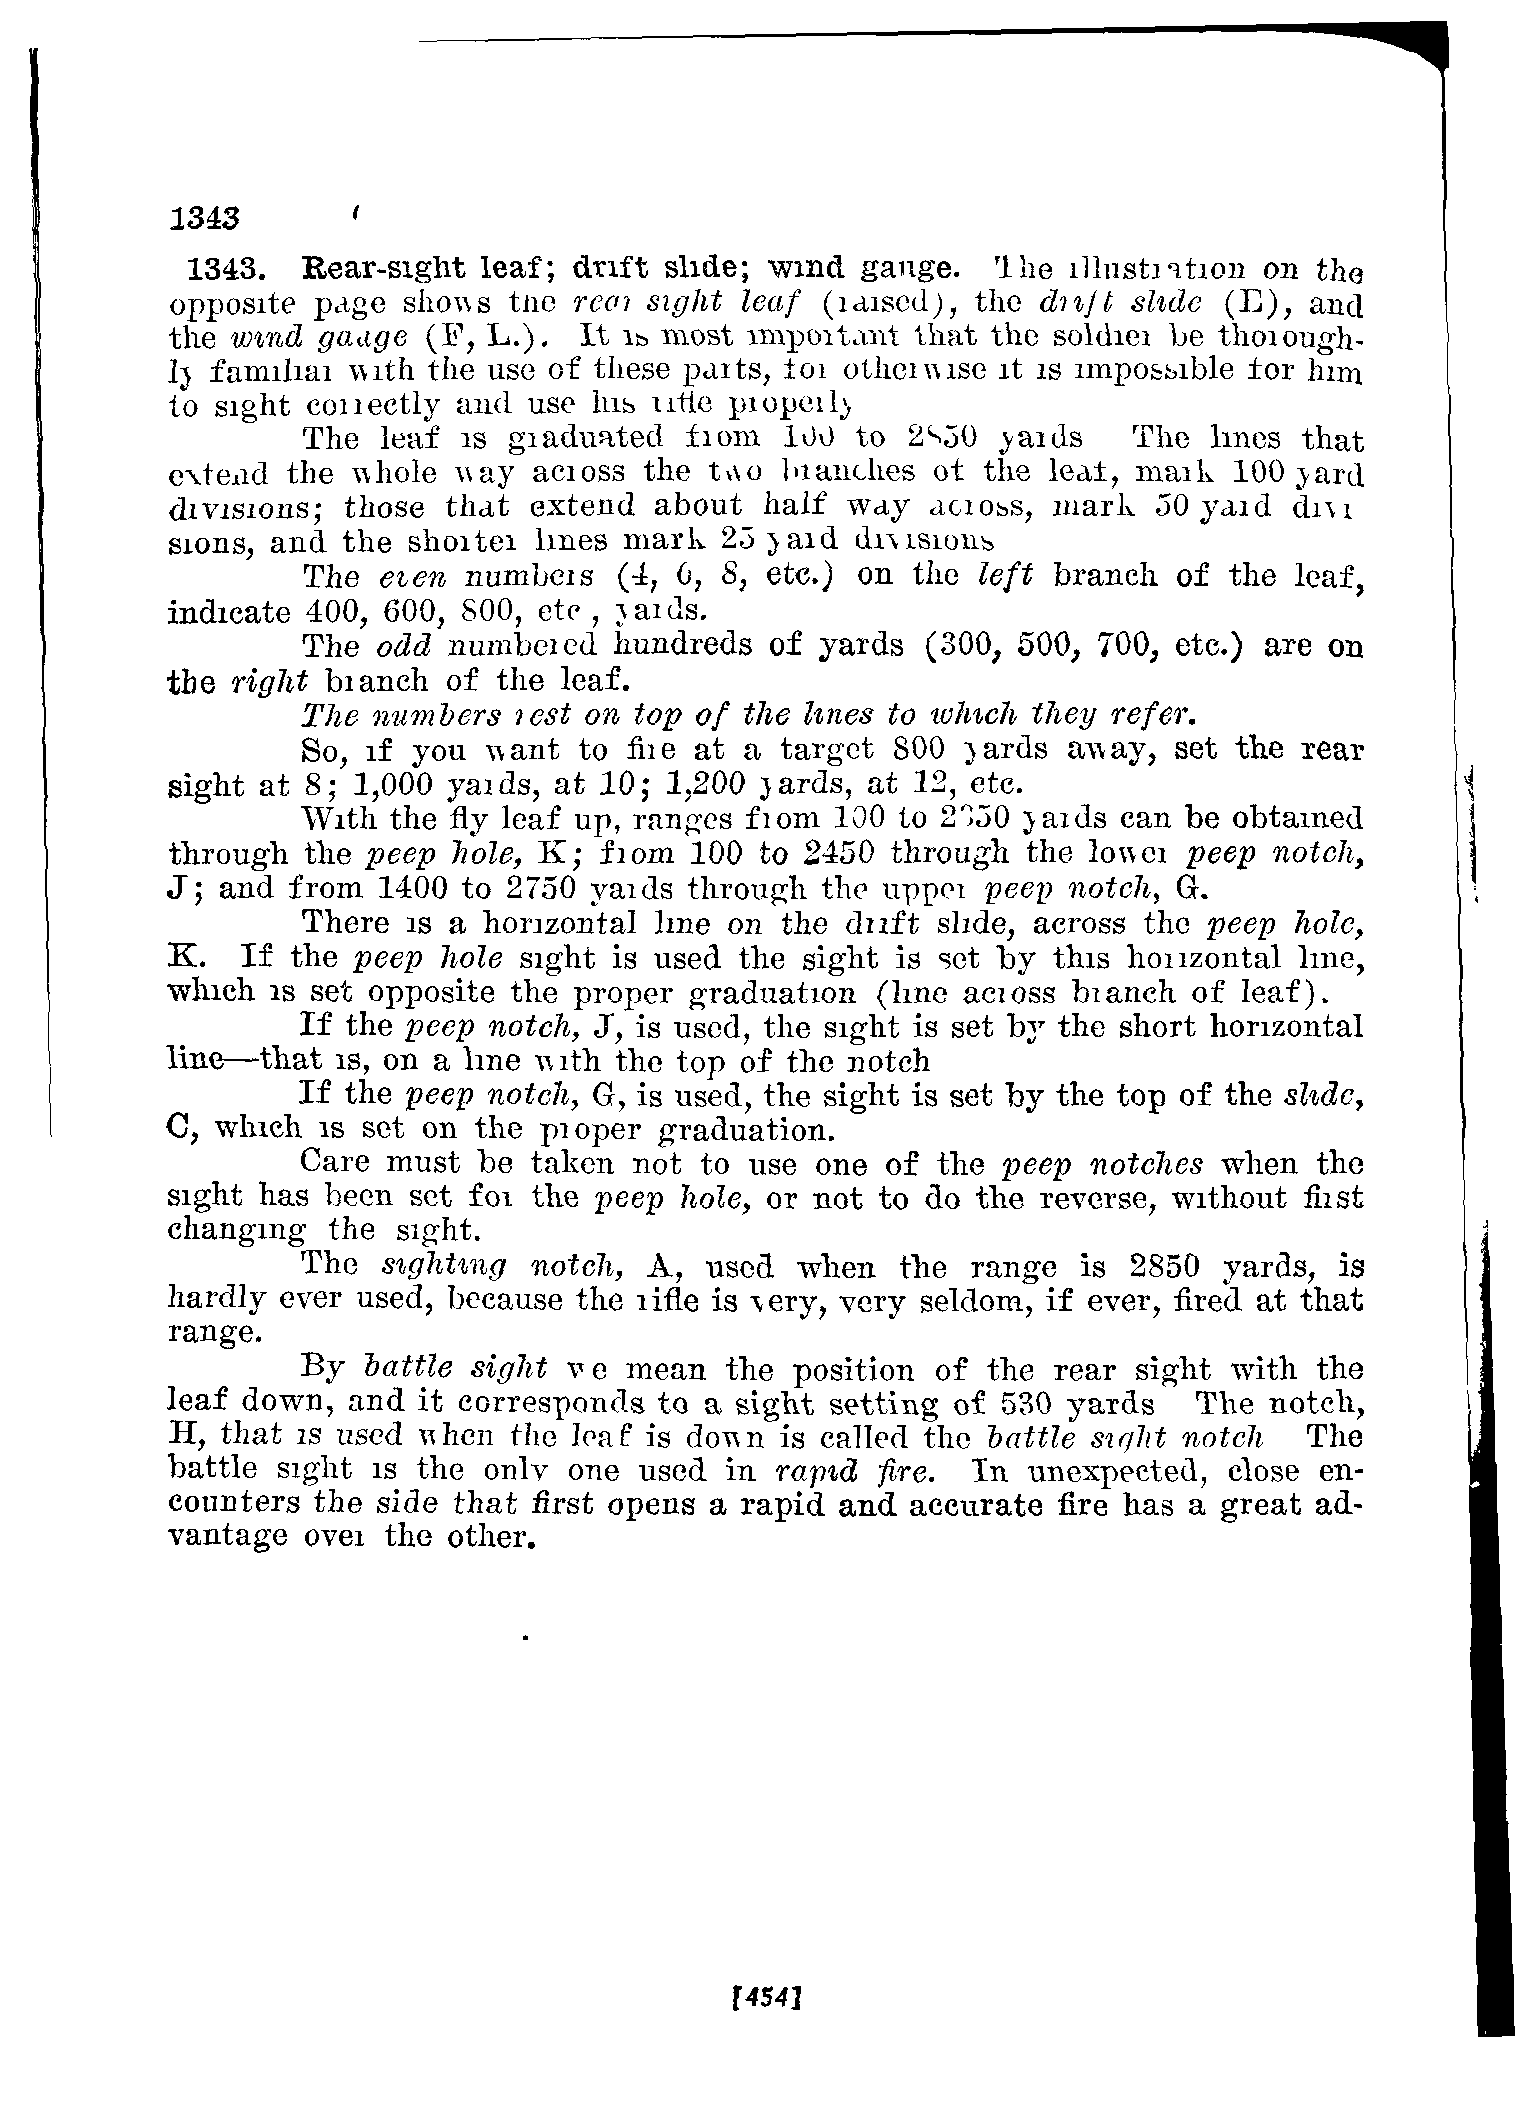 1343
1343. Rear-sight leaf; drift slide; wind gauge. The illustration on the
opposite page shows the rear sight leaf (raised), the drift slide (E), and
the wind gauge (F, L.). It is most important that the soldier be thorough-
ly familiar with the use of these parts, for otherwise it is impossible for him
to sight correctly and use his rifle properly
The leaf is graduated from 100 to 2850 yards The lines that
extend the whole way across the two branches of the leaf, mark 100 yard
divisions; those that extend about half way across, mark 50 yard divi
sions, and the shorter lines mark 25 yard divisions
The even numbers (4, 6, 8, etc.) on the left branch of the leaf,
indicate 400, 600, 800, etc , yards.
The odd numbered hundreds of yards (300, 500, 700, etc.) are on
the right branch of the leaf.
The numbers rest on top of the lines to which they refer.
So, if you want to fire at a target 800 yards away, set the rear
sight at 8; 1,000 yards, at 10; 1,200 yards, at 12, etc.
With the fly leaf up, ranges from 100 to yards can be obtained
through the peep hole, K; from 100 to 2450 through the lower peep notch,
J; and from 1400 to 2750 yards through the upper peep notch, G.
There is a horizontal line on the drift slide, across the peep hole,
K. If the peep hole sight is used the sight is set by this horizontal line,
which is set opposite the proper graduation (line across branch of leaf).
If the peep notch, J, is used, the sight is set by the short horizontal
line—that is, on a line with the top of the notch
If the peep notch, G, is used, the sight is set by the top of the slide,
C, which is set on the proper graduation.
Care must be taken not to use one of the peep notches when the
sight has been set for the peep hole, or not to do the reverse, without first
changing the sight.
The sighting notch, A, used when the range is 2850 yards, is
hardly ever used, because the rifle is very, very seldom, if ever, fired at that
range.
By battle sight we mean the position of the rear sight with the
leaf down, and it corresponds to a sight setting of 530 yards The notch,
H, that is used when the leaf is down is called the battle sight notch The
battle sight is the only one used in rapid fire. In unexpected, close en-
counters the side that first opens a rapid and accurate fire has a great ad-
vantage over the other.
[454]